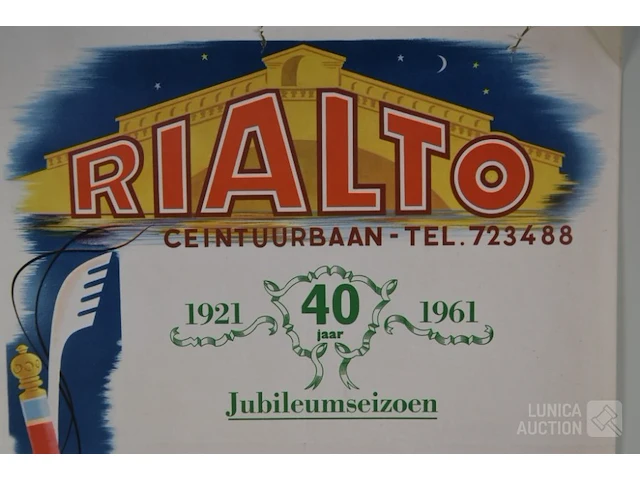 RIALTO
CEINTUURBAAN - TEL. 723488
1921 40 1961
jaar
Jubileumseizoen
LUNICA
AUCTION